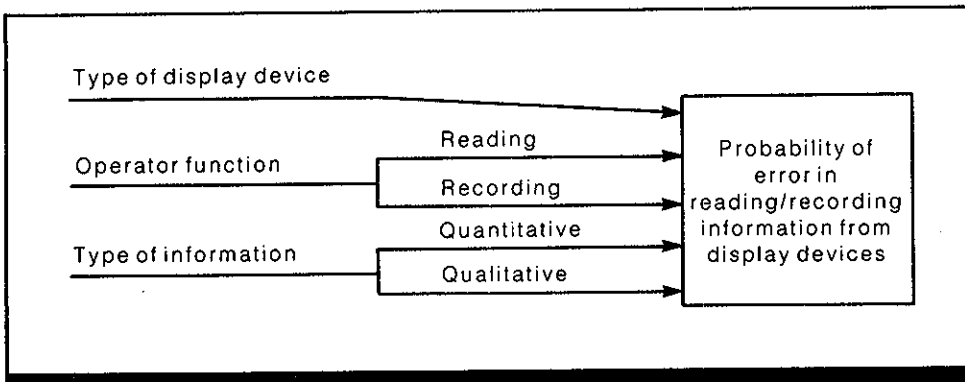 Type of display device
Reading
Operator function
Recording
Quantitative
Type of information
Qualitative
Probability of
error in
reading/recording
information from
display devices